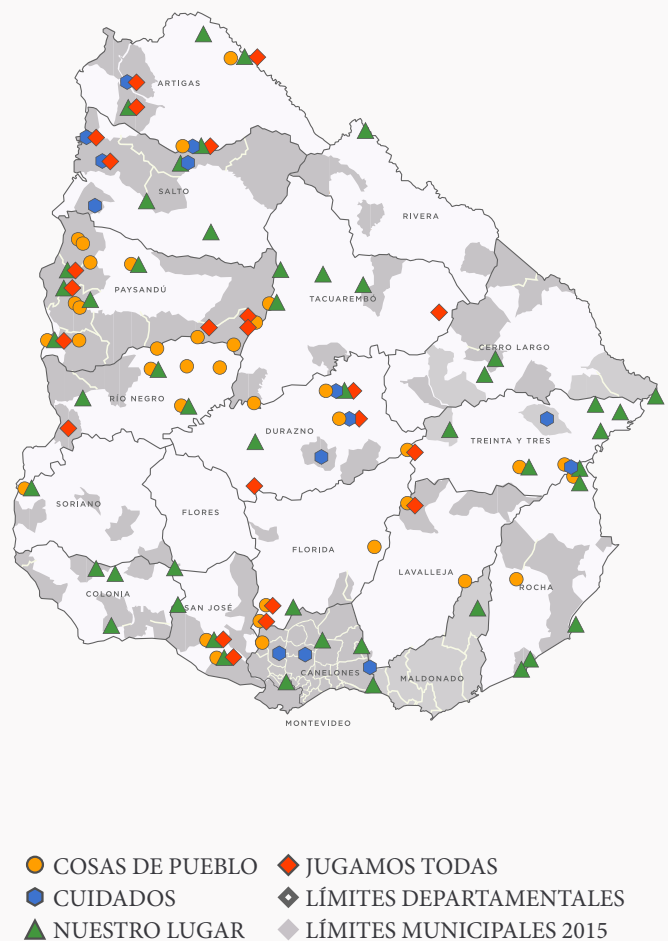 ARTIGAS
SALTO
RIVERA
PAYSANDÚ
TACUAREMBÓ
CERRO LARGO
RÍO NEGRO
DURAZNO
TREINTA Y TRES
SORIANO
FLORES
FLORIDA
LAVALLEJA
ROCHA
COLONIA
SAN JOSÉ
CANELONES
MALDONADO
MONTEVIDEO
COSAS DE PUEBLO
JUGAMOS TODAS
CUIDADOS
LÍMITES DEPARTAMENTALES
NUESTRO LUGAR
LÍMITES MUNICIPALES 2015